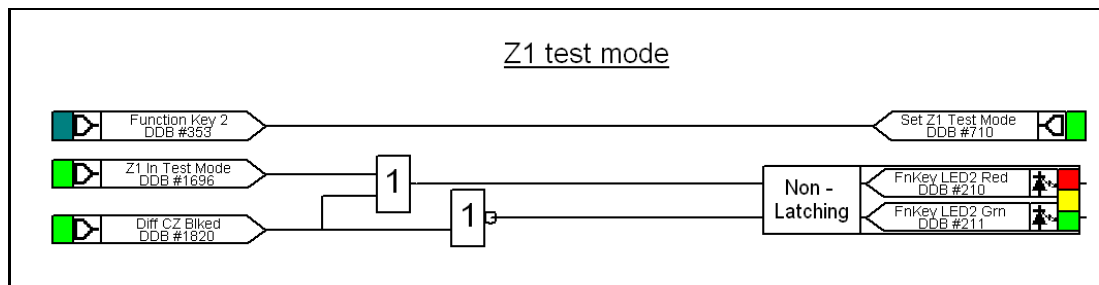 Z1 test mode
Function Key 2
DDB #353
Set Z1 Test Mode
DDB #710
Z1 In Test Mode
DDB #1696
1
Non -
Latching
FnKey LED2 Red
DDB #210
Diff CZ Blked
DDB #1820
1
FnKey LED2 Grn
DDB #211